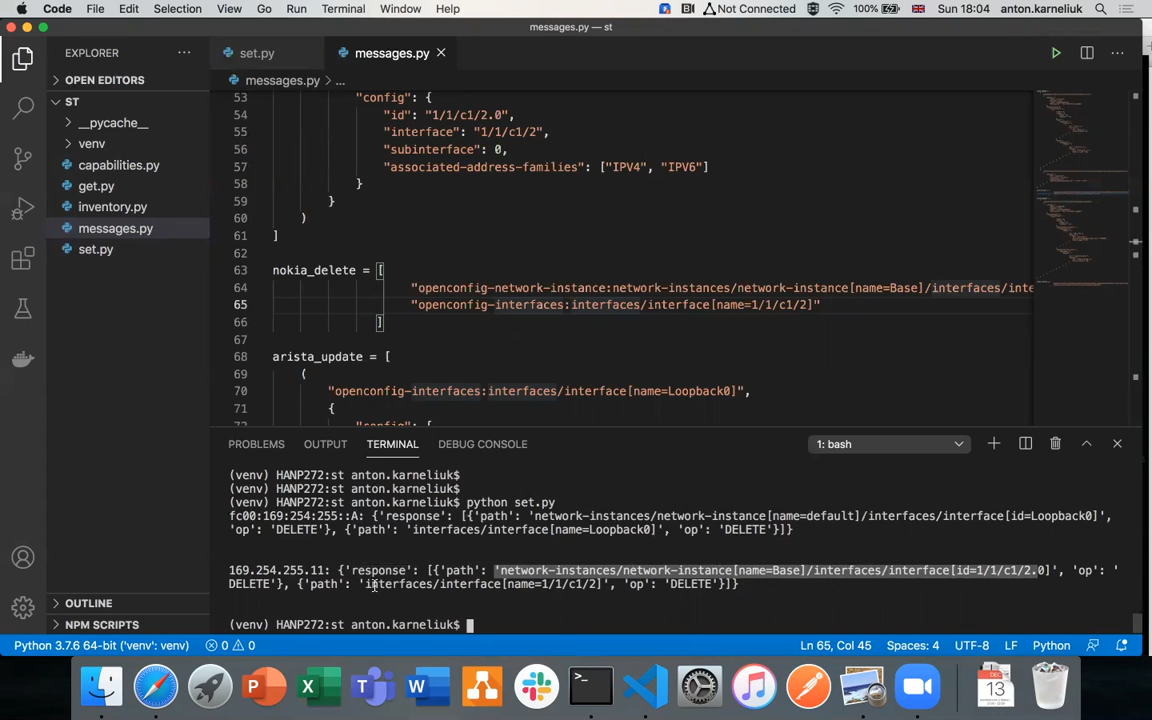 Code File Edit Selection View Go Run Terminal Window Help Not Connected 100% Sun 18:04 anton.karneliuk
messages.py — st
EXPLORER
set.py messages.py
OPEN EDITORS
messages.py > ...
ST
__pycache__
venv
capabilities.py
get.py
inventory.py
messages.py
set.py
53 "config": {
54 "id": "1/1/c1/2.0",
55 "interface": "1/1/c1/2",
56 "subinterface": 0,
57 "associated-address-families": ["IPV4", "IPV6"]
58 }
59 }
60 )
61 ]
62
63 nokia_delete = [
64 "openconfig-network-instance:network-instances/network-instance[name=Base]/interfaces/inte
65 "openconfig-interfaces:interfaces/interface[name=1/1/c1/2]"
66 ]
67
68 arista_update = [
69 (
70 "openconfig-interfaces:interfaces/interface[name=Loopback0]",
71 {
72 "config": {
PROBLEMS OUTPUT TERMINAL DEBUG CONSOLE 1: bash
(venv) HANP272:st anton.karneliuk$
(venv) HANP272:st anton.karneliuk$
(venv) HANP272:st anton.karneliuk$ python set.py
fc00:169:254:255::A: {'response': [{'path': 'network-instances/network-instance[name=default]/interfaces/interface[id=Loopback0]',
'op': 'DELETE'}, {'path': 'interfaces/interface[name=Loopback0]', 'op': 'DELETE'}]}
169.254.255.11: {'response': [{'path': 'network-instances/network-instance[name=Base]/interfaces/interface[id=1/1/c1/2.0]', 'op': '
DELETE'}, {'path': 'interfaces/interface[name=1/1/c1/2]', 'op': 'DELETE'}]}
(venv) HANP272:st anton.karneliuk$
OUTLINE
NPM SCRIPTS
Python 3.7.6 64-bit ('venv': venv) 0 0 Ln 65, Col 45 Spaces: 4 UTF-8 LF Python
DEC
13